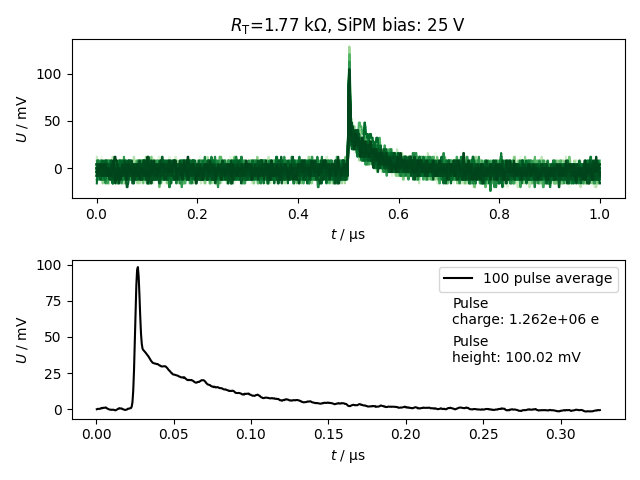 R_T=1.77 kΩ, SiPM bias: 25 V
U / mV
100
50
0
0.0 0.2 0.4 0.6 0.8 1.0
t / μs
U / mV
100
75
50
25
0
100 pulse average
Pulse
charge: 1.262e+06 e
Pulse
height: 100.02 mV
0.00 0.05 0.10 0.15 0.20 0.25 0.30
t / μs